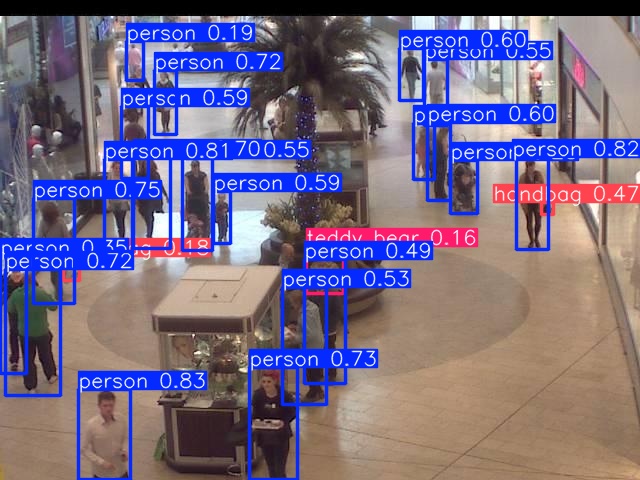 person 0.19
person 0.60
person 0.55
person 0.72
person 0.59
person 0.60
person 0.81
70
0.55
person 0.82
person 0.75
person 0.59
handbag 0.47
teddy bear 0.16
person 0.35
0.18
person 0.49
person 0.72
person 0.53
person 0.73
person 0.83